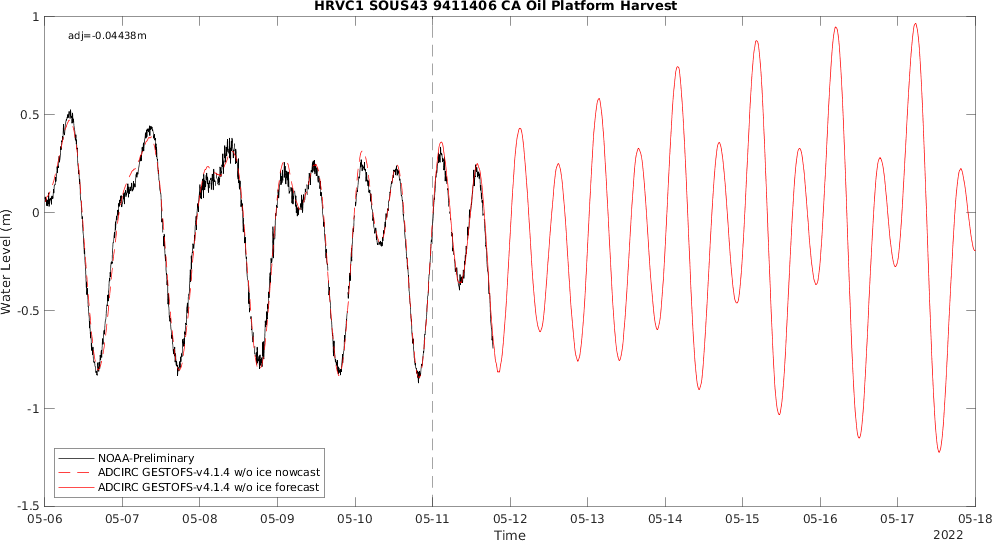 HRVC1 SOUS43 9411406 CA Oil Platform Harvest
adj=-0.04438m
1
0.5
0
-0.5
-1
-1.5
Water Level (m)
NOAA-Preliminary
ADCIRC GESTOFS-v4.1.4 w/o ice nowcast
ADCIRC GESTOFS-v4.1.4 w/o ice forecast
05-06 05-07 05-08 05-09 05-10 05-11 05-12 05-13 05-14 05-15 05-16 05-17 05-18
Time
2022